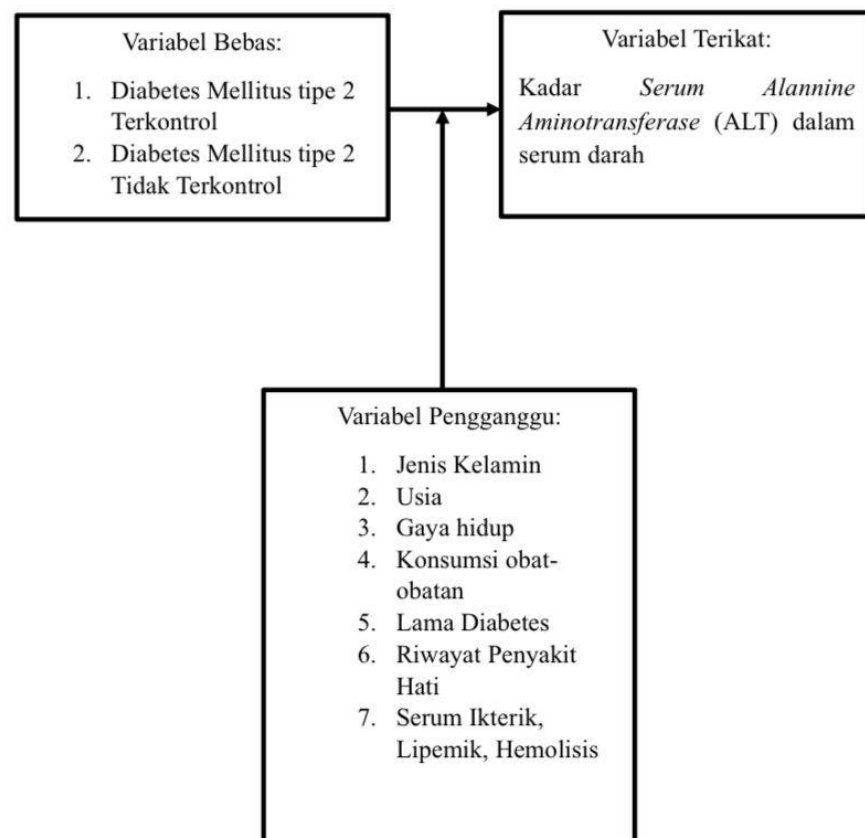 Variabel Bebas:
1. Diabetes Mellitus tipe 2
Terkontrol
2. Diabetes Mellitus tipe 2
Tidak Terkontrol
Variabel Terikat:
Kadar Serum Alannine
Aminotransferase (ALT) dalam
serum darah
Variabel Pengganggu:
1. Jenis Kelamin
2. Usia
3. Gaya hidup
4. Konsumsi obat-
obatan
5. Lama Diabetes
6. Riwayat Penyakit
Hati
7. Serum Ikterik,
Lipemik, Hemolisis